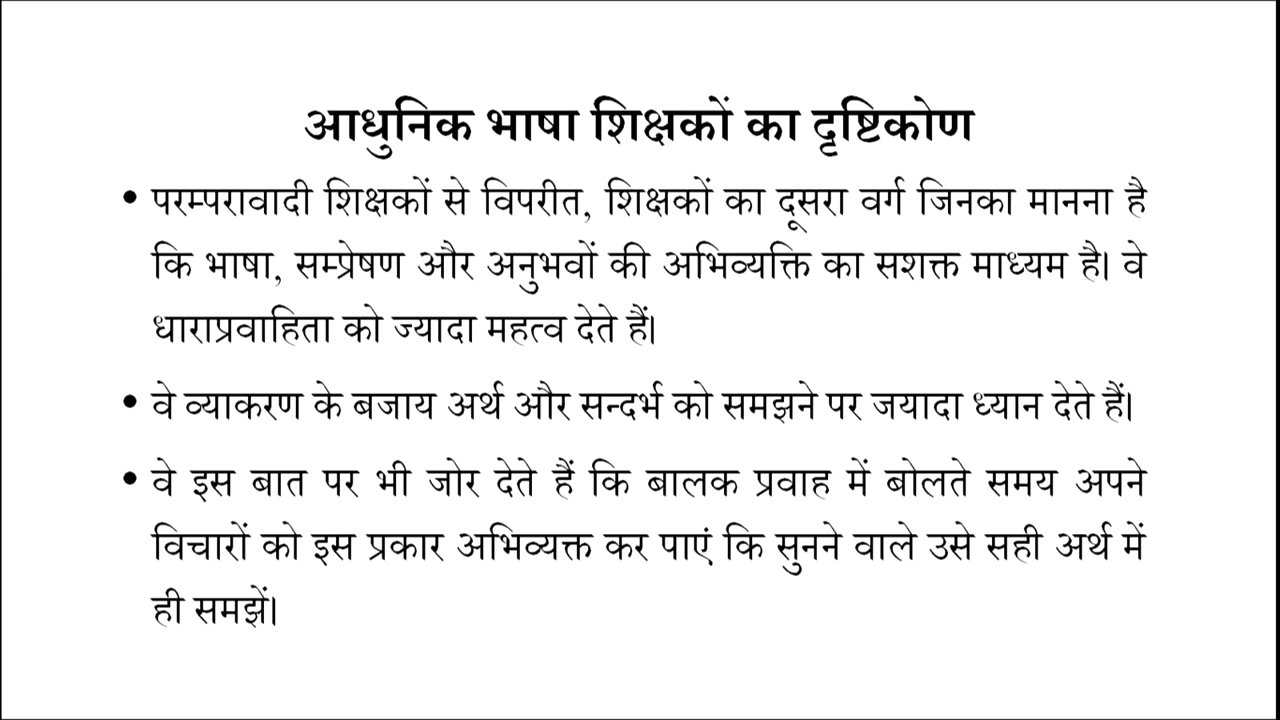 आधुनिक भाषा शिक्षकों का दृष्टिकोण
• परम्परावादी शिक्षकों से विपरीत, शिक्षकों का दूसरा वर्ग जिनका मानना है
कि भाषा, सम्प्रेषण और अनुभवों की अभिव्यक्ति का सशक्त माध्यम है। वे
धाराप्रवाहिता को ज्यादा महत्व देते हैं।
• वे व्याकरण के बजाय अर्थ और सन्दर्भ को समझने पर जयादा ध्यान देते हैं।
• वे इस बात पर भी जोर देते हैं कि बालक प्रवाह में बोलते समय अपने
विचारों को इस प्रकार अभिव्यक्त कर पाएं कि सुनने वाले उसे सही अर्थ में
ही समझें।